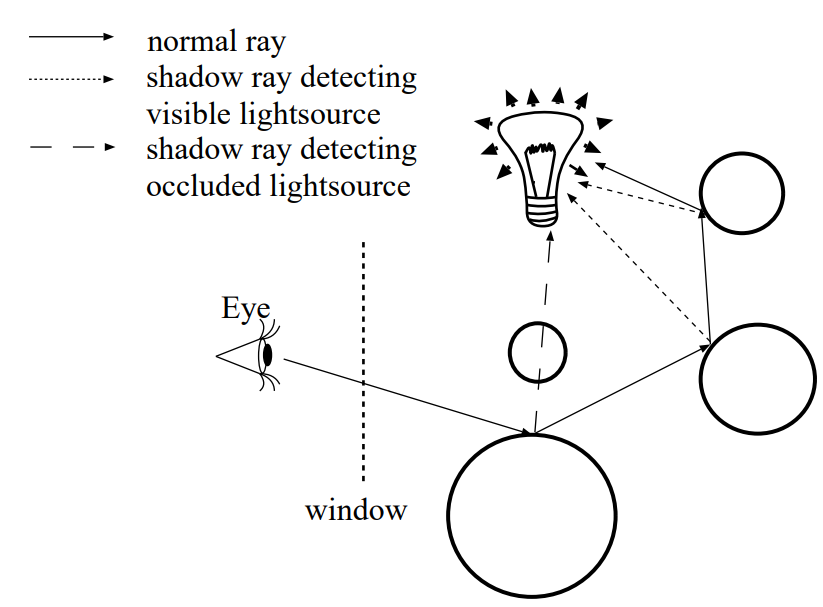 normal ray
shadow ray detecting
visible lightsource
shadow ray detecting
occluded lightsource
Eye
window